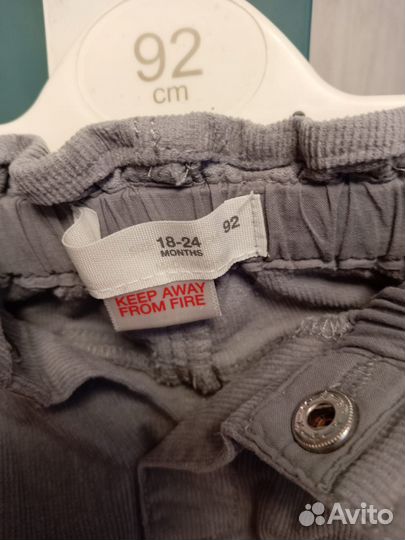 92
cm
18-24
MONTHS
92
KEEP AWAY
FROM FIRE
Avito